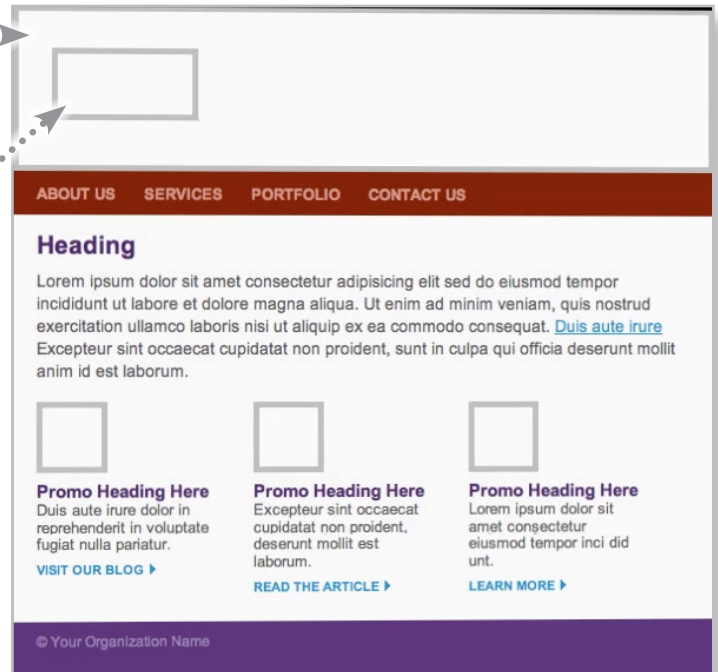 ABOUT US SERVICES PORTFOLIO CONTACT US
Heading
Lorem ipsum dolor sit amet consectetur adipisicing elit sed do eiusmod tempor
incididunt ut labore et dolore magna aliqua. Ut enim ad minim veniam, quis nostrud
exercitation ullamco laboris nisi ut aliquip ex ea commodo consequat. Duis aute irure
Excepteur sint occaecat cupidatat non proident, sunt in culpa qui officia deserunt mollit
anim id est laborum.
Promo Heading Here
Duis aute irure dolor in
reprehenderit in voluptate
fugiat nulla pariatur.
VISIT OUR BLOG
Promo Heading Here
Excepteur sint occaecat
cupidatat non proident,
deserunt mollit est
laborum.
READ THE ARTICLE
Promo Heading Here
Lorem ipsum dolor sit
amet consectetur
eiusmod tempor inci did
unt.
LEARN MORE
© Your Organization Name